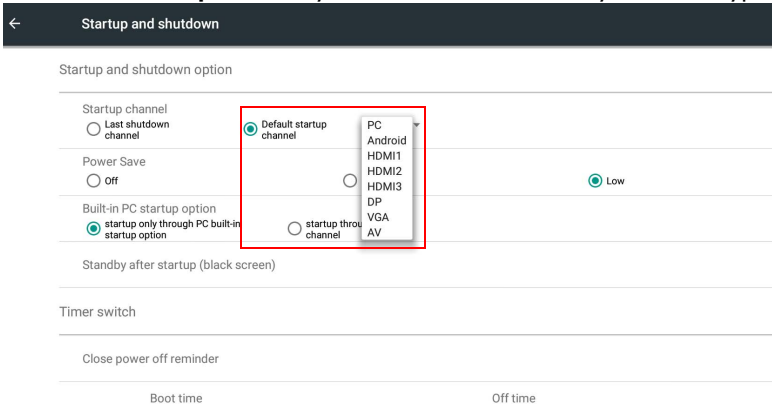 Startup and shutdown
Startup and shutdown option
Startup channel
Last shutdown
channel
Default startup
channel
PC
Android
HDMI1
HDMI2
HDMI3
DP
VGA
AV
Power Save
Off
Low
Built-in PC startup option
startup only through PC built-in
startup option
startup
channel
Standby after startup (black screen)
Timer switch
Close power off reminder
Boot time
Off time